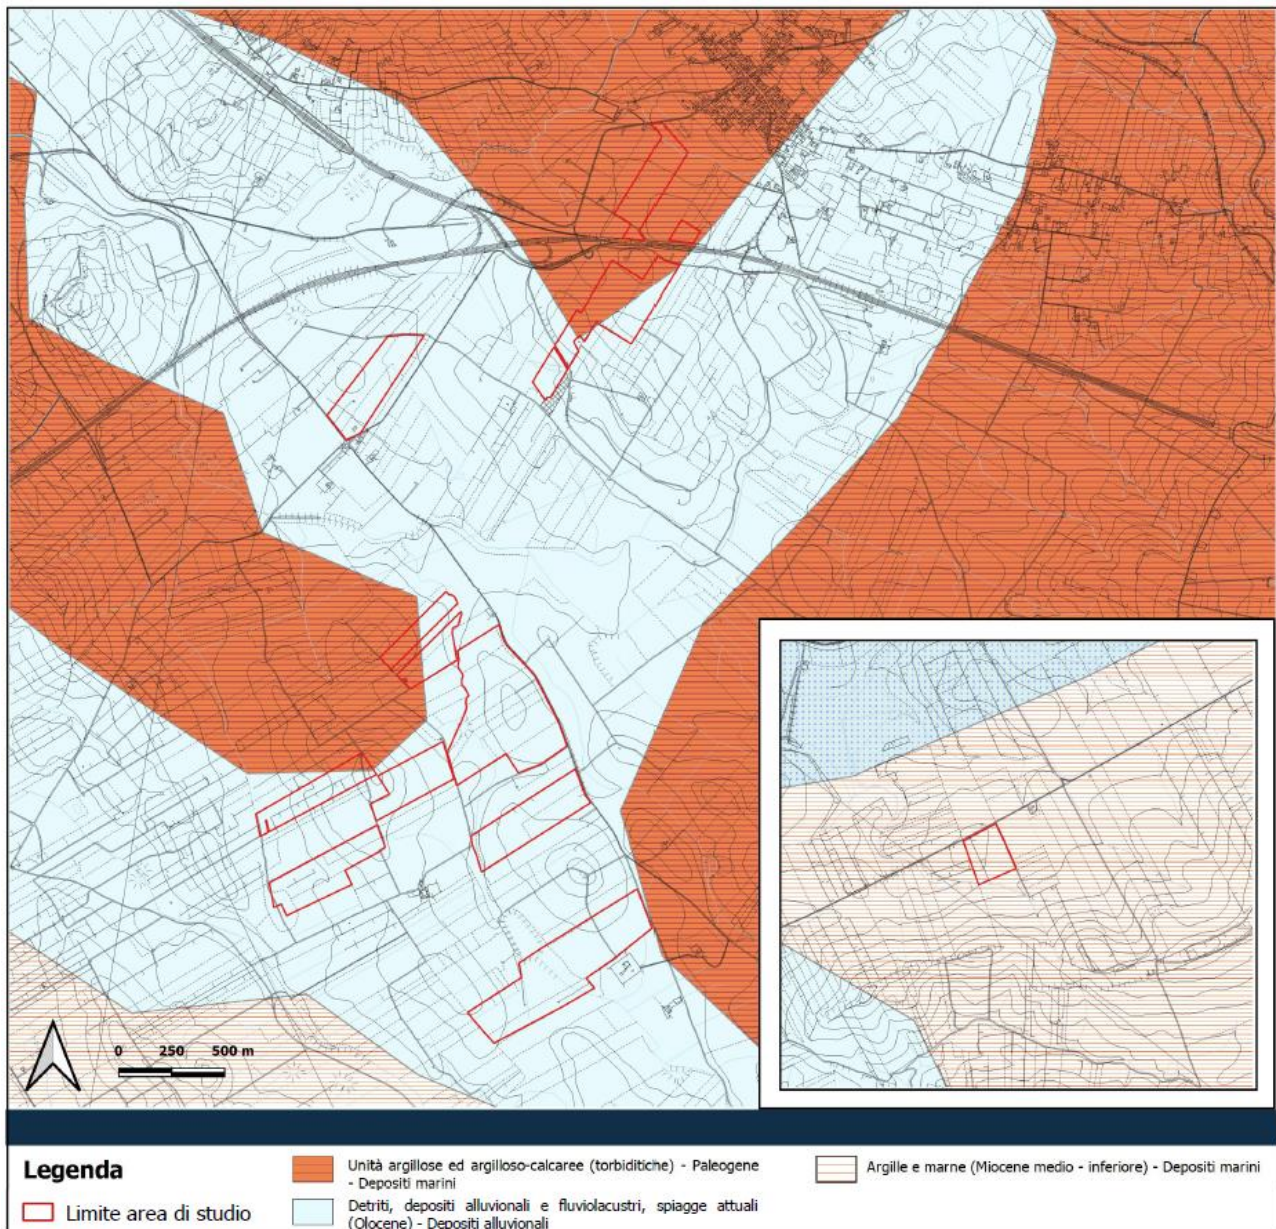 0 250 500 m
Legenda
Limite area di studio
Unità argillose ed argilloso-calcaree (torbiditiche) - Paleogene
- Depositi marini
Detriti, depositi alluvionali e fluviolacustri, spiagge attuali
(Olocene) - Depositi alluvionali
Argille e marne (Miocene medio - inferiore) - Depositi marini